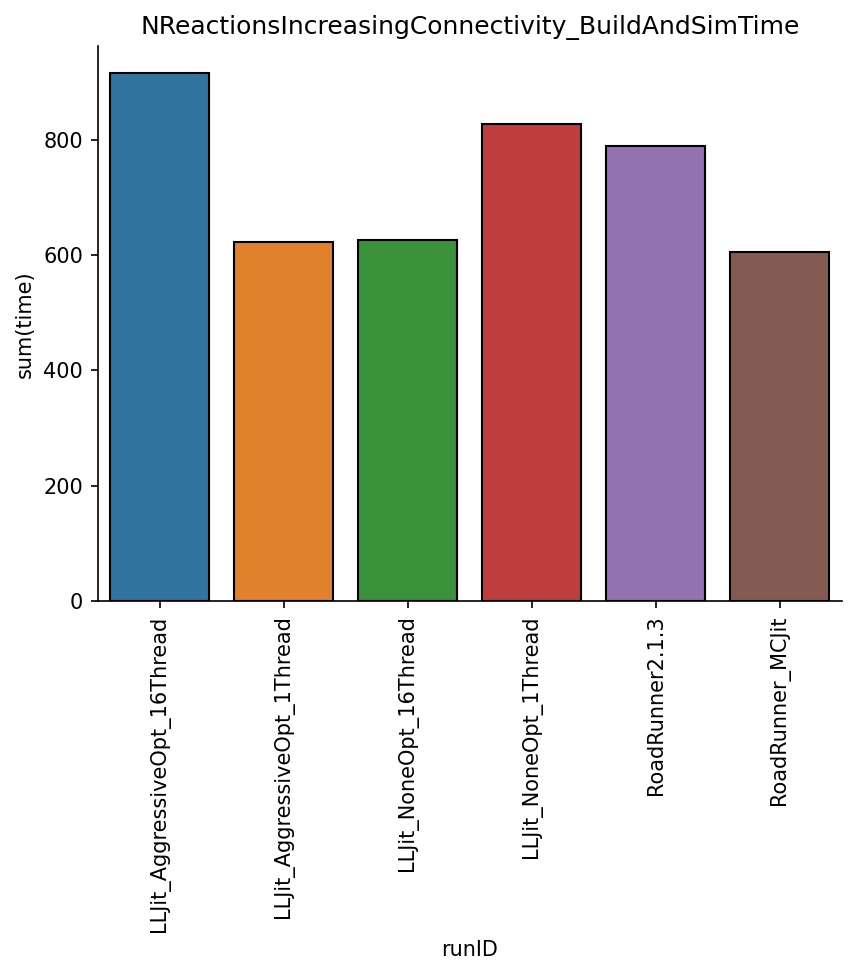 NReactionsIncreasingConnectivity_BuildAndSimTime
sum(time)
800
600
400
200
0
LLJit_AggressiveOpt_16Thread
LLJit_AggressiveOpt_1Thread
LLJit_NoneOpt_16Thread
LLJit_NoneOpt_1Thread
RoadRunner2.1.3
RoadRunner_MCJit
runID